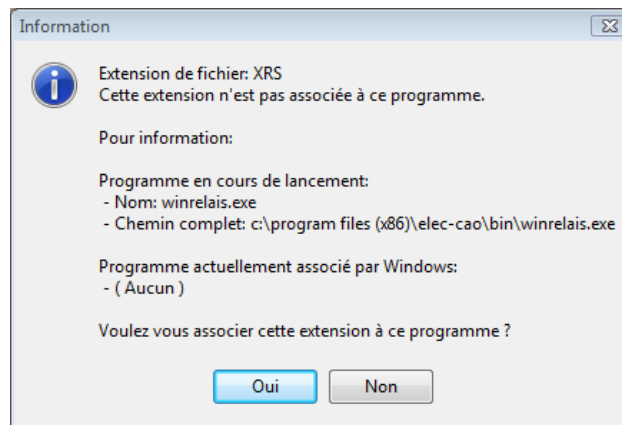 Information
Extension de fichier: XRS
Cette extension n'est pas associée à ce programme.
Pour information:
Programme en cours de lancement:
- Nom: winrelais.exe
- Chemin complet: c:\program files (x86)\elec-cao\bin\winrelais.exe
Programme actuellement associé par Windows:
- ( Aucun )
Voulez vous associer cette extension à ce programme ?
Oui
Non